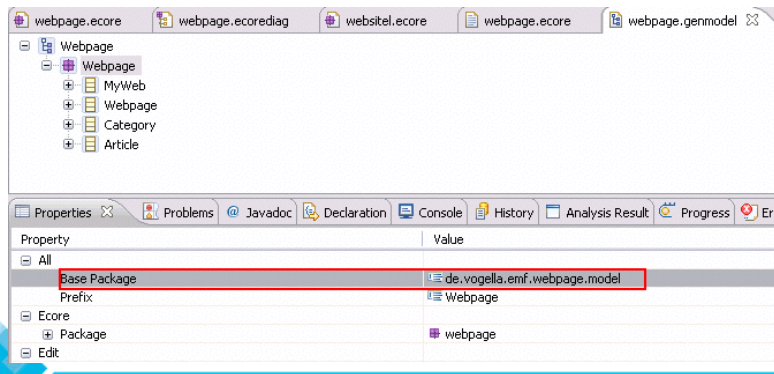 webpage.ecore webpage.ecorediag websitel.ecore webpage.ecore webpage.genmodel
Webpage
Webpage
MyWeb
Webpage
Category
Article
Properties Problems @ Javadoc Declaration Console History Analysis Result Progress Er
Property Value
All
Base Package de.vogella.emf.webpage.model
Prefix Webpage
Ecore
Package webpage
Edit